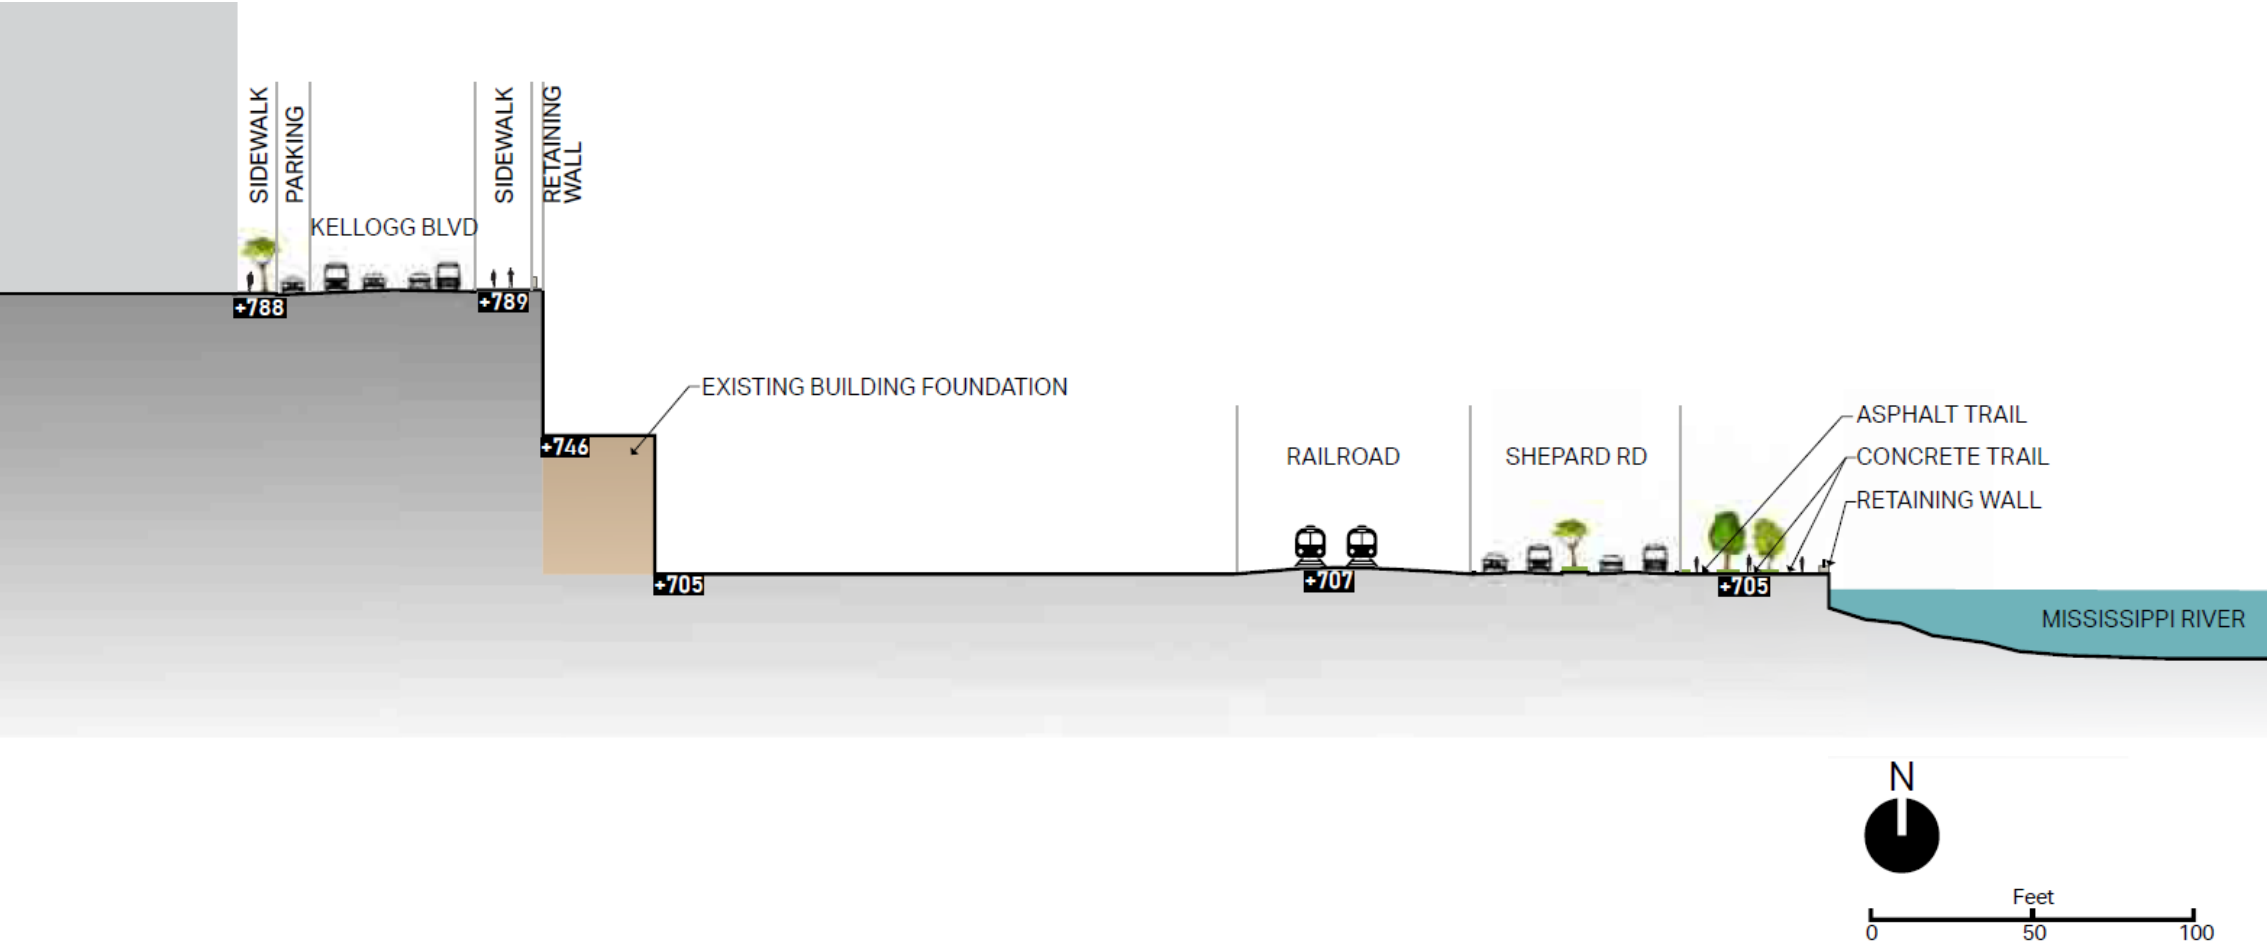 SIDEWALK
PARKING
KELLOGG BLVD
SIDEWALK
RETAINING
WALL
+788
+789
EXISTING BUILDING FOUNDATION
+746
+705
RAILROAD
+707
SHEPARD RD
ASPHALT TRAIL
CONCRETE TRAIL
RETAINING WALL
+705
MISSISSIPPI RIVER
N
Feet
0 50 100